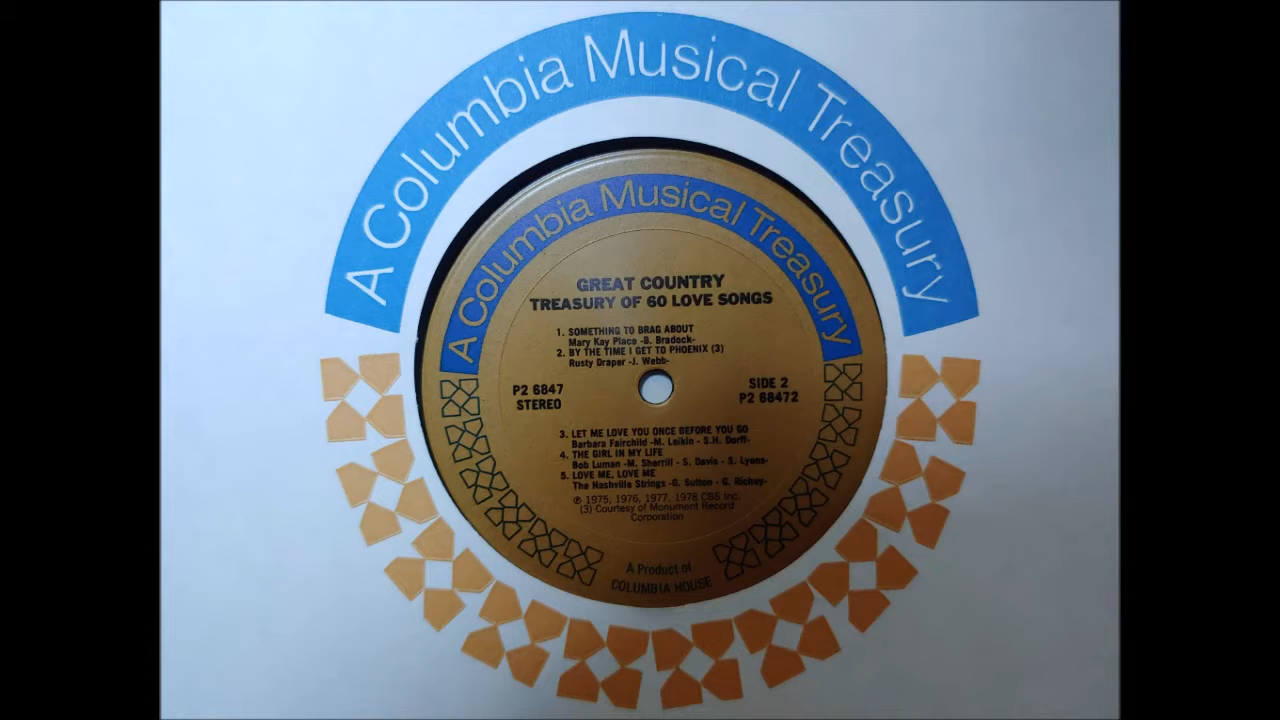 A Columbia Musical Treasury
A Columbia Musical Treasury
GREAT COUNTRY
TREASURY OF 60 LOVE SONGS
1. SOMETHING TO BRAG ABOUT
Mary Kay Place -B. Bradock-
2. BY THE TIME I GET TO PHOENIX (3)
Rusty Draper -J. Webb-
P2 6847
STEREO
SIDE 2
P2 68472
3. LET ME LOVE YOU ONCE BEFORE YOU GO
Barbara Fairchild -M. Leikin - S.H. Dorff-
4. THE GIRL IN MY LIFE
Bob Luman -M. Sherrill - S. Davis - S. Lyons-
5. LOVE ME, LOVE ME
The Nashville Strings -G. Sutton - G. Richey-
℗ 1975, 1976, 1977, 1978 CBS Inc.
(3) Courtesy of Monument Record
Corporation
A Product of
COLUMBIA HOUSE